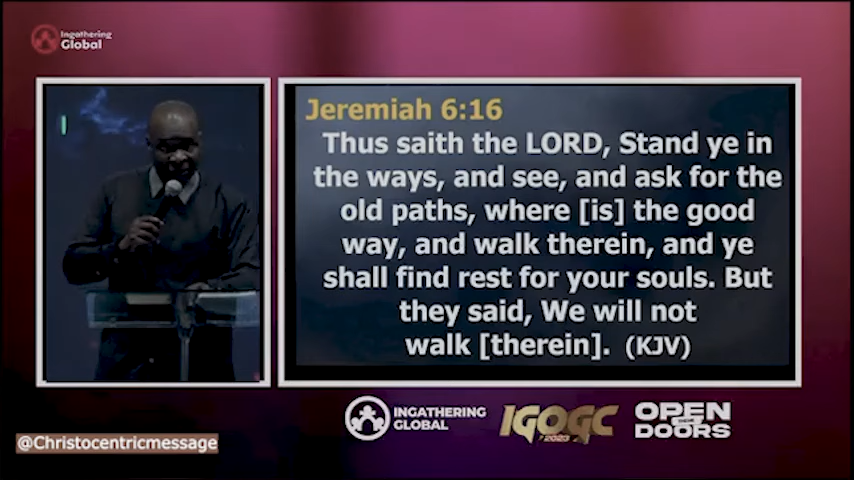 Ingathering
Global
Jeremiah 6:16
Thus saith the LORD, Stand ye in
the ways, and see, and ask for the
old paths, where [is] the good
way, and walk therein, and ye
shall find rest for your souls. But
they said, We will not
walk [therein]. (KJV)
INGATHERING
GLOBAL
IGOGC
2023
OPEN
DOORS
@Christocentricmessage